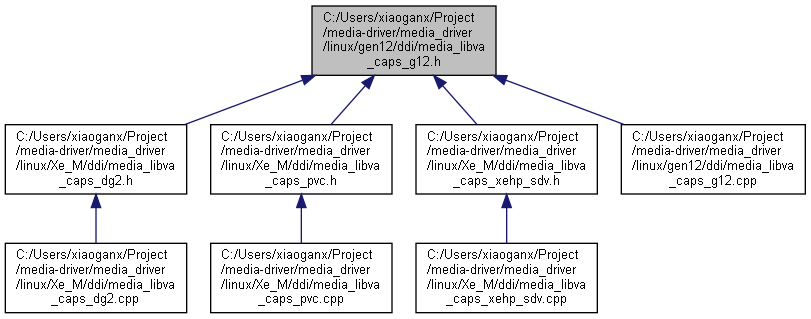 C:/Users/xiaoganx/Project
/media-driver/media_driver
/linux/gen12/ddi/media_libva
_caps_g12.h
C:/Users/xiaoganx/Project
/media-driver/media_driver
/linux/Xe_M/ddi/media_libva
_caps_dg2.h
C:/Users/xiaoganx/Project
/media-driver/media_driver
/linux/Xe_M/ddi/media_libva
_caps_pvc.h
C:/Users/xiaoganx/Project
/media-driver/media_driver
/linux/Xe_M/ddi/media_libva
_caps_xehp_sdv.h
C:/Users/xiaoganx/Project
/media-driver/media_driver
/linux/gen12/ddi/media_libva
_caps_g12.cpp
C:/Users/xiaoganx/Project
/media-driver/media_driver
/linux/Xe_M/ddi/media_libva
_caps_dg2.cpp
C:/Users/xiaoganx/Project
/media-driver/media_driver
/linux/Xe_M/ddi/media_libva
_caps_pvc.cpp
C:/Users/xiaoganx/Project
/media-driver/media_driver
/linux/Xe_M/ddi/media_libva
_caps_xehp_sdv.cpp